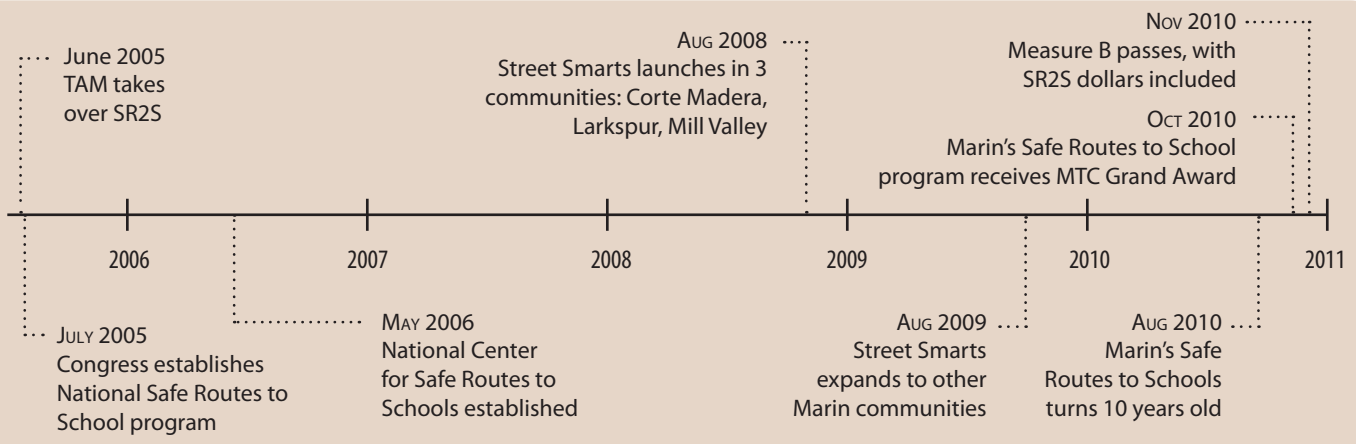 June 2005
TAM takes
over SR2S
Aug 2008
Street Smarts launches in 3
communities: Corte Madera,
Larkspur, Mill Valley
Nov 2010
Measure B passes, with
SR2S dollars included
Oct 2010
Marin’s Safe Routes to School
program receives MTC Grand Award
2006
2007
2008
2009
2010
2011
July 2005
Congress establishes
National Safe Routes to
School program
May 2006
National Center
for Safe Routes to
Schools established
Aug 2009
Street Smarts
expands to other
Marin communities
Aug 2010
Marin’s Safe
Routes to Schools
turns 10 years old